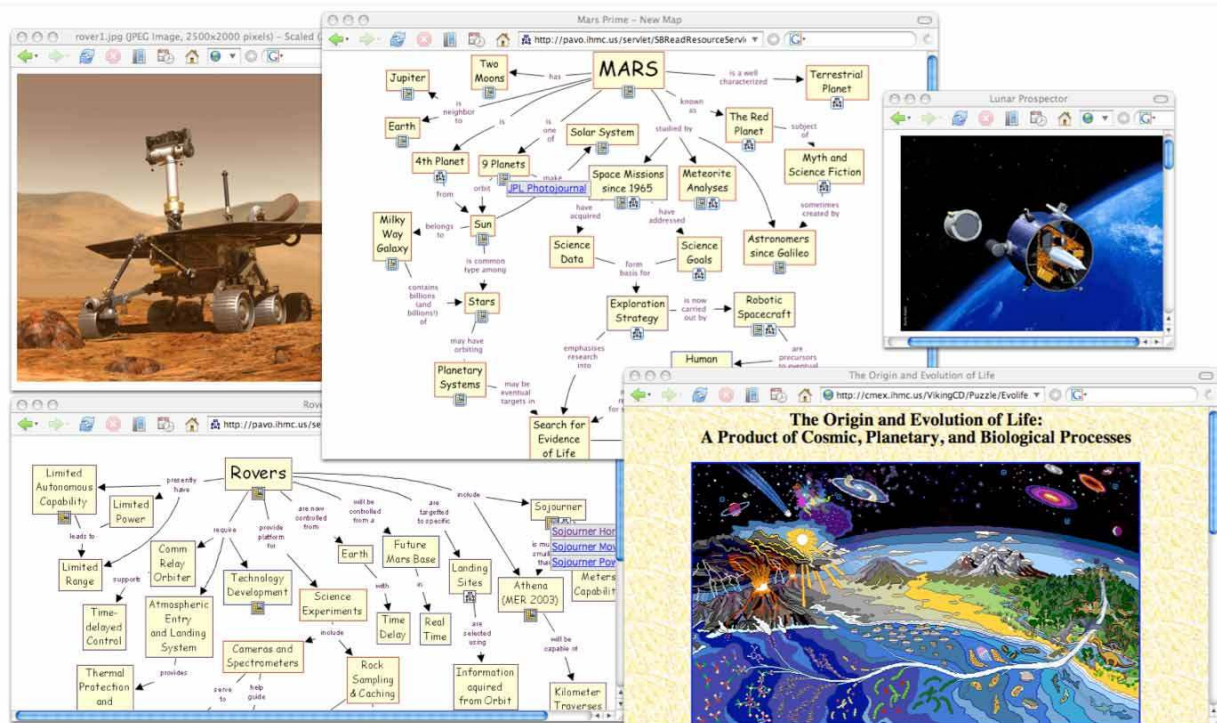 rover1.jpg (JPEG Image, 2500x2000 pixels) – Scaled (
Mars Prime – New Map
http://pavo.ihmc.us/servlet/SBReadResourceServl
MARS
Jupiter
Two
Moons
has
is a well
characterized
Terrestrial
Planet
is
neighbor
to
Earth
is
is
one
of
Solar System
studied by
known
as
The Red
Planet
subject
of
4th Planet
9 Planets
make
JPL Photojournal
Space Missions
since 1965
Meteorite
Analyses
Myth and
Science Fiction
from
orbit
Milky
Way
Galaxy
belongs
to
Sun
have
acquired
have
addressed
sometimes
created by
Science
Data
Science
Goals
Astronomers
since Galileo
is common
type among
form
basis for
contains
billions
(and
billions!)
of
Stars
Exploration
Strategy
is now
carried
out by
Robotic
Spacecraft
may have
orbiting
emphasises
research
into
are
precursors
to eventual
Human
Planetary
Systems
may be
eventual
targets in
Search for
Evidence
of Life
Lunar Prospector
http://pavo.ihmc.us/se
Rovers
Limited
Autonomous
Capability
presently
have
Limited
Power
leads to
Limited
Range
require
provide
platform
for
are now
controlled
from
will be
controlled
from a
are
targetted
to specific
include
Sojourner
Sojourner Mov
Sojourner Pow
Comm
Relay
Orbiter
supports
Time-
delayed
Control
Technology
Development
Earth
Future
Mars Base
Landing
Sites
Athena
(MER 2003)
Meters
Capabilit
Atmospheric
Entry
and Landing
System
Science
Experiments
with
Time
Delay
in
Real
Time
are
selected
using
include
will be
capable of
provides
Thermal
Protection
and
Cameras and
Spectrometers
help
guide
Rock
Sampling
& Caching
Information
aquired
from Orbit
Kilometer
Traverses
The Origin and Evolution of Life
http://cmex.ihmc.us/VikingCD/Puzzle/Evolife
The Origin and Evolution of Life:
A Product of Cosmic, Planetary, and Biological Processes